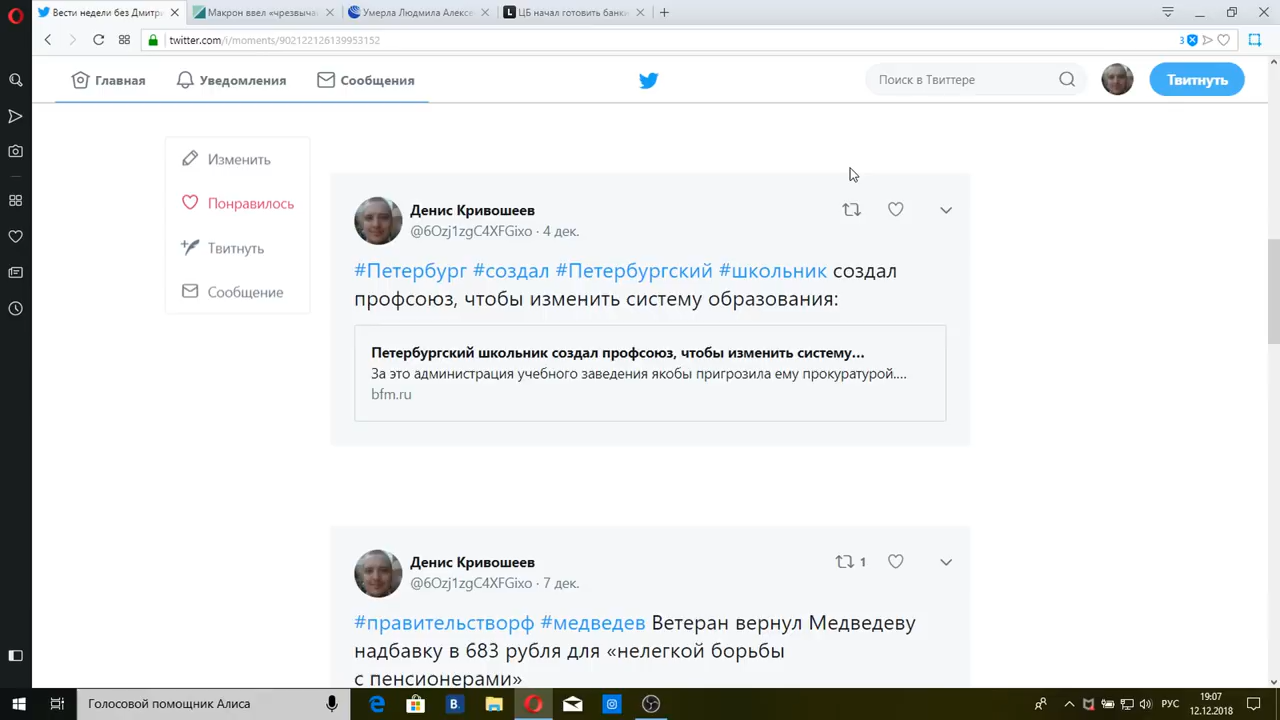 Вести недели без Дмитри
Макрон ввел «чрезвычай
Умерла Людмила Алексе
ЦБ начал готовить банки
twitter.com/i/moments/902122126139953152
3
Главная
Уведомления
Сообщения
Поиск в Твиттере
Твитнуть
Изменить
Понравилось
Твитнуть
Сообщение
Денис Кривошеев
@6Ozj1zgC4XFGixo · 4 дек.
#Петербург #создал #Петербургский #школьник создал
профсоюз, чтобы изменить систему образования:
Петербургский школьник создал профсоюз, чтобы изменить систему...
За это администрация учебного заведения якобы пригрозила ему прокуратурой....
bfm.ru
Денис Кривошеев
@6Ozj1zgC4XFGixo · 7 дек.
1
#правительстворф #медведев Ветеран вернул Медведеву
надбавку в 683 рубля для «нелегкой борьбы
с пенсионерами»
Голосовой помощник Алиса
РУС
19:07
12.12.2018